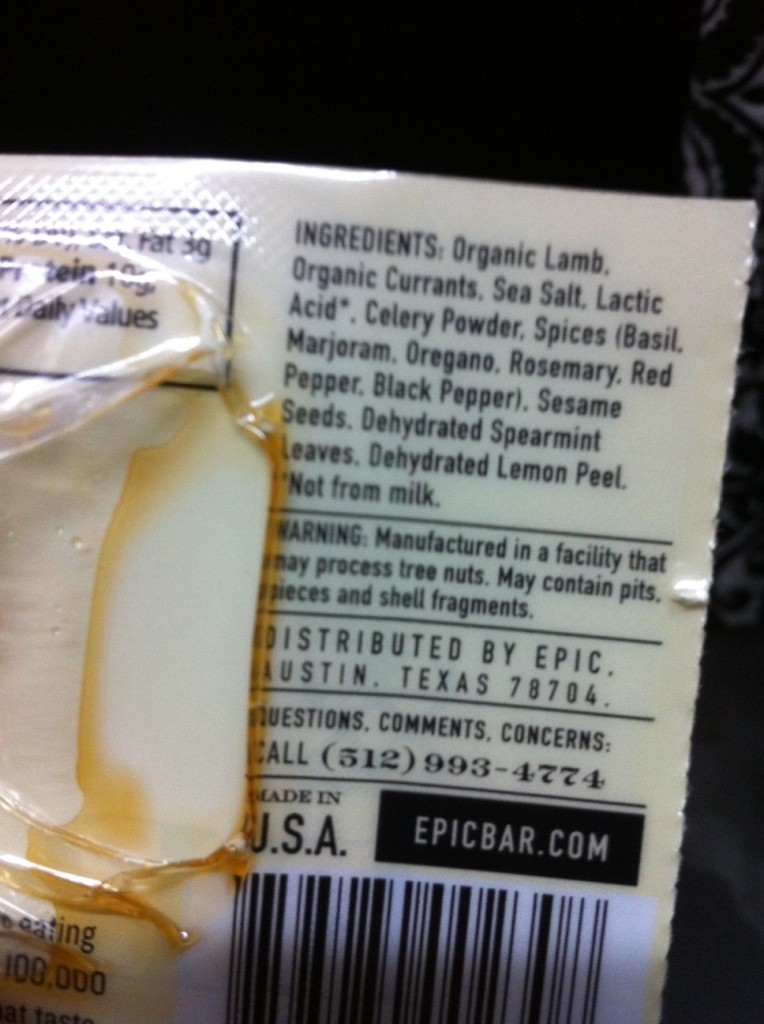 Fat 3g
Protein 10g,
Daily Values
INGREDIENTS: Organic Lamb,
Organic Currants, Sea Salt, Lactic
Acid*, Celery Powder, Spices (Basil,
Marjoram, Oregano, Rosemary, Red
Pepper, Black Pepper), Sesame
Seeds, Dehydrated Spearmint
Leaves, Dehydrated Lemon Peel.
*Not from milk.
WARNING: Manufactured in a facility that
may process tree nuts. May contain pits,
pieces and shell fragments.
DISTRIBUTED BY EPIC,
AUSTIN, TEXAS 78704.
QUESTIONS, COMMENTS, CONCERNS:
CALL (512) 993-4774
MADE IN
U.S.A.
EPICBAR.COM
eating
100,000
taste